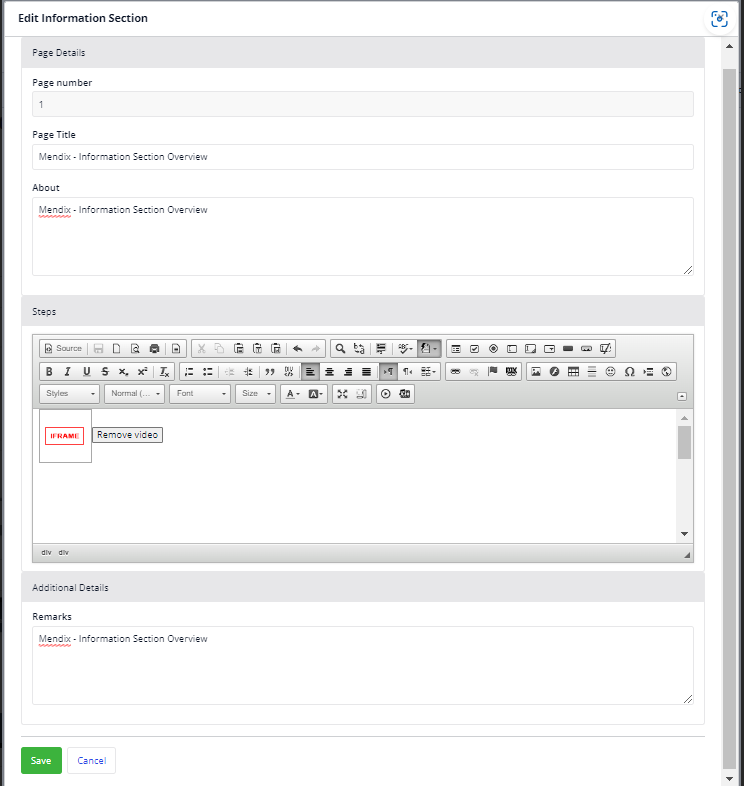 Edit Information Section
Page Details
Page number
1
Page Title
Mendix - Information Section Overview
About
Mendix - Information Section Overview
Steps
Source
Styles Normal (... Font Size
IFRAME Remove video
div div
Additional Details
Remarks
Mendix - Information Section Overview
Save Cancel